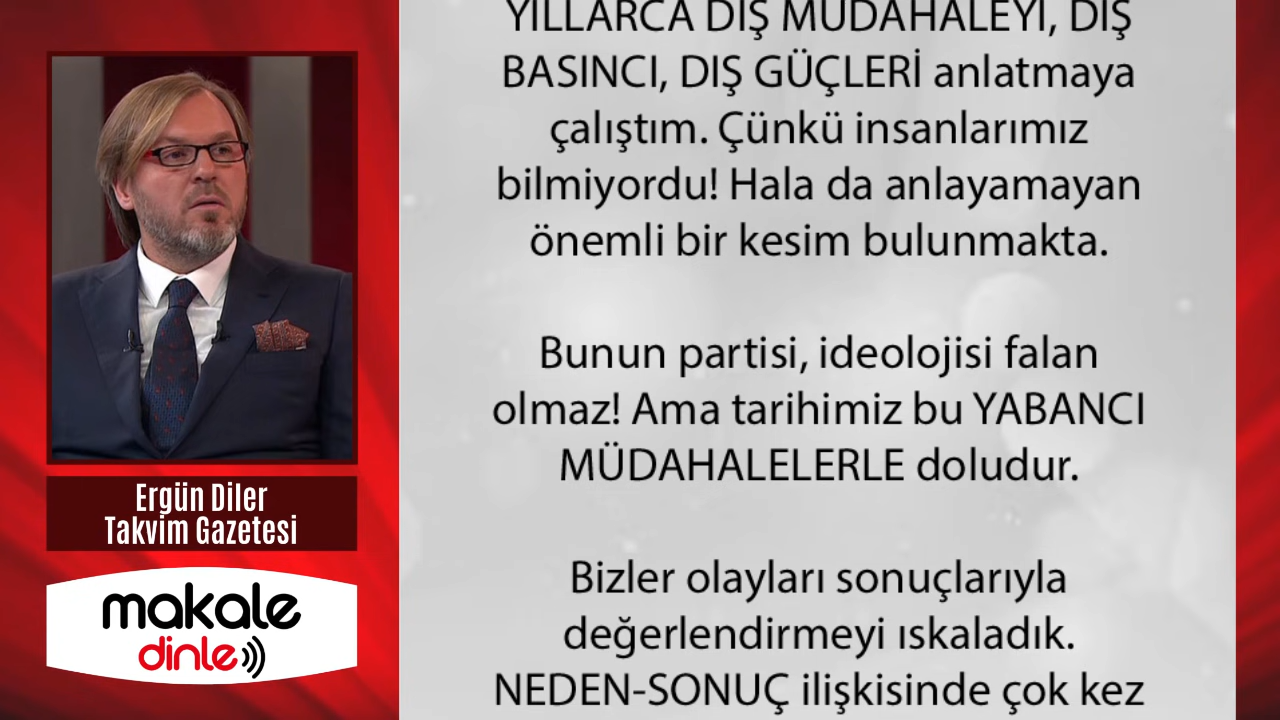 YILLARCA DIŞ MÜDAHALEYİ, DIŞ
BASINCI, DIŞ GÜÇLERİ anlatmaya
çalıştım. Çünkü insanlarımız
bilmiyordu! Hala da anlayamayan
önemli bir kesim bulunmakta.
Bunun partisi, ideolojisi falan
olmaz! Ama tarihimiz bu YABANCI
MÜDAHALELERLE doludur.
Bizler olayları sonuçlarıyla
değerlendirmeyi ıskaladık.
NEDEN-SONUÇ ilişkisinde çok kez
Ergün Diler
Takvim Gazetesi
makale
dinle